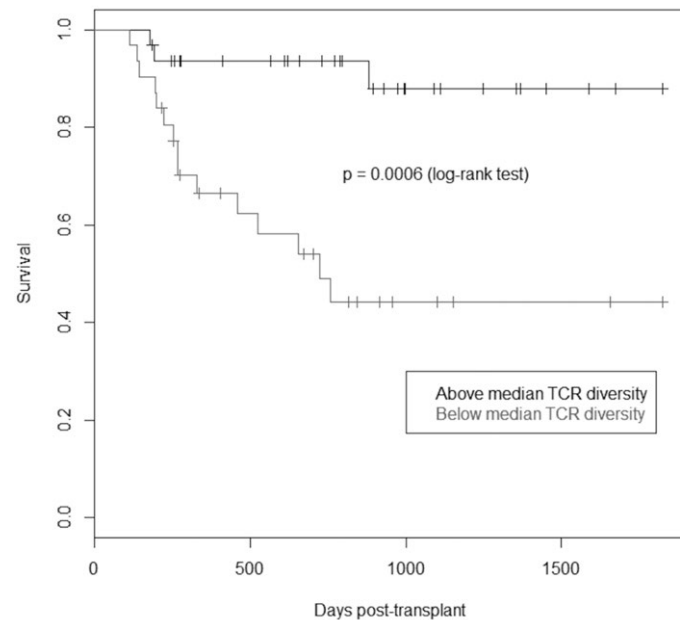 1.0
0.8
0.6
0.4
0.2
0.0
Survival
p = 0.0006 (log-rank test)
Above median TCR diversity
Below median TCR diversity
0 500 1000 1500
Days post-transplant